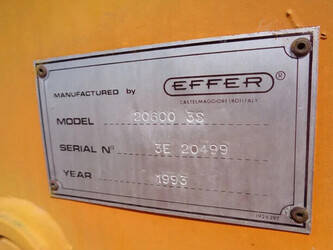 MANUFACTURED by EFFER ®
CASTELMAGGIORE (BO) ITALY
MODEL 20600 3S
SERIAL N° 3E 20499
YEAR 1993